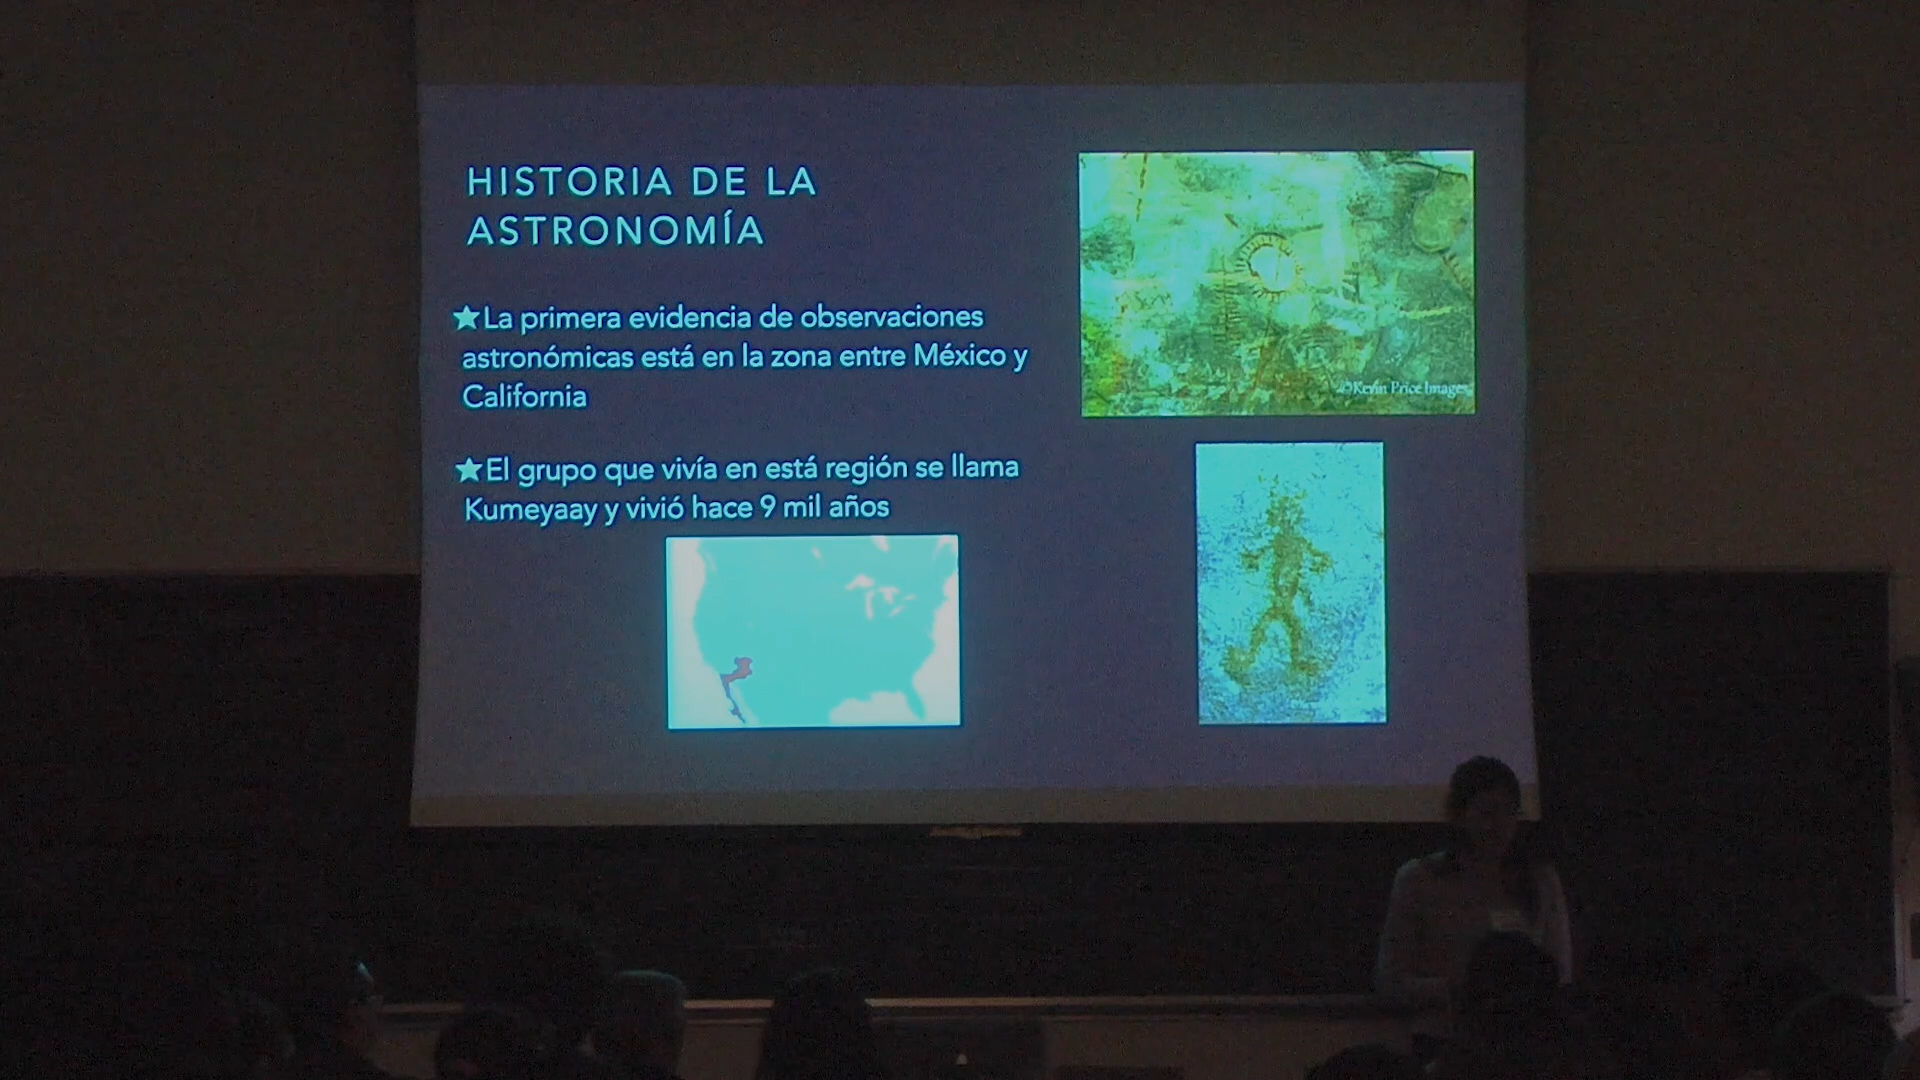 HISTORIA DE LA
ASTRONOMÍA
★La primera evidencia de observaciones
astronómicas está en la zona entre México y
California
★El grupo que vivía en está región se llama
Kumeyaay y vivió hace 9 mil años
©Kevin Price Images